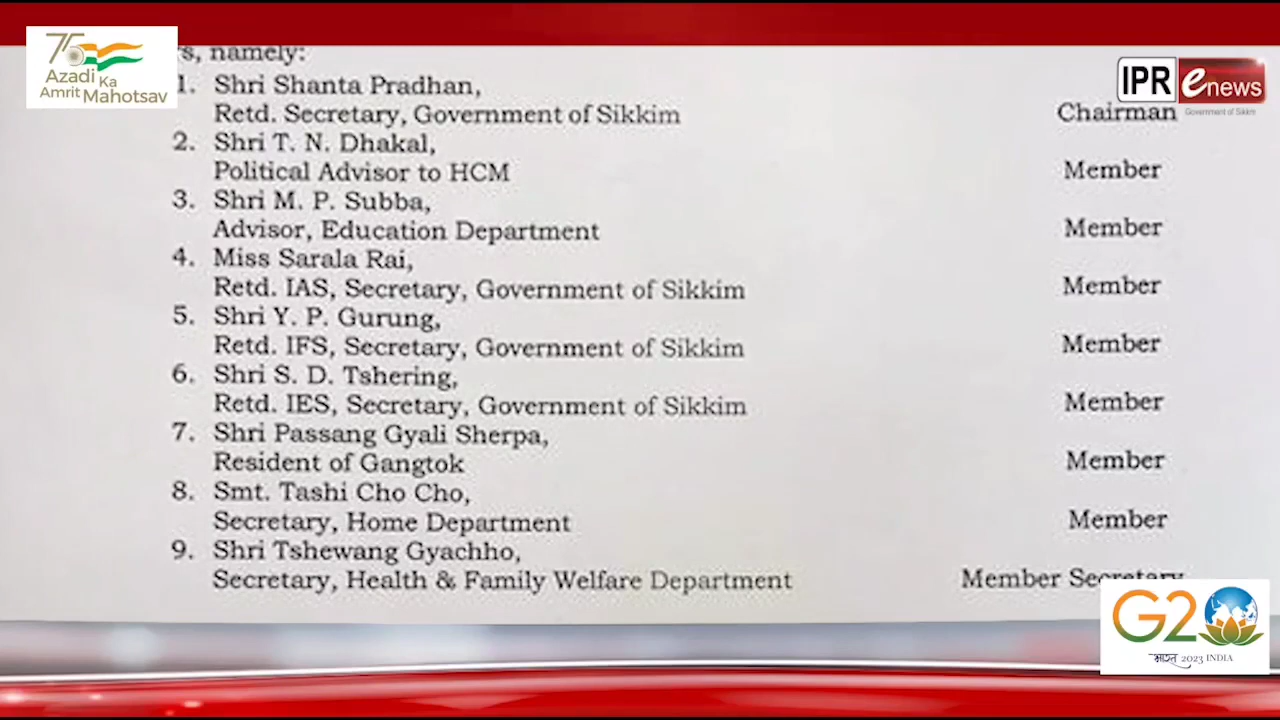 75
Azadi Ka
Amrit Mahotsav
IPR eNEWS
Government of Sikkim
rs, namely:
1. Shri Shanta Pradhan,
Retd. Secretary, Government of Sikkim Chairman
2. Shri T. N. Dhakal,
Political Advisor to HCM Member
3. Shri M. P. Subba,
Advisor, Education Department Member
4. Miss Sarala Rai,
Retd. IAS, Secretary, Government of Sikkim Member
5. Shri Y. P. Gurung,
Retd. IFS, Secretary, Government of Sikkim Member
6. Shri S. D. Tshering,
Retd. IES, Secretary, Government of Sikkim Member
7. Shri Passang Gyali Sherpa,
Resident of Gangtok Member
8. Smt. Tashi Cho Cho,
Secretary, Home Department Member
9. Shri Tshewang Gyachho,
Secretary, Health & Family Welfare Department Member Secretary
G20
भारत 2023 INDIA